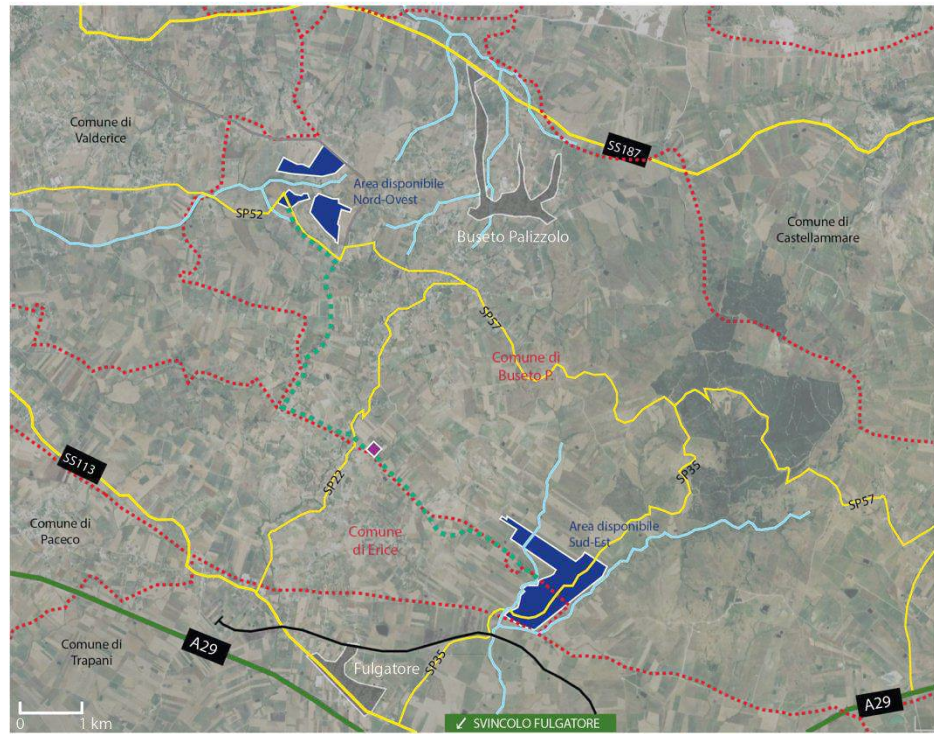 Comune di
Valderice
SS187
Area disponibile
Nord-Ovest
SP52
Buseto Palizzolo
Comune di
Castellammare
SP57
Comune di
Buseto P.
SS113
SP22
SP35
SP57
Comune di
Paceco
Comune
di Erice
Area disponibile
Sud-Est
Comune di
Trapani
A29
Fulgatore
SP35
A29
0 1 km
↙ SVINCOLO FULGATORE